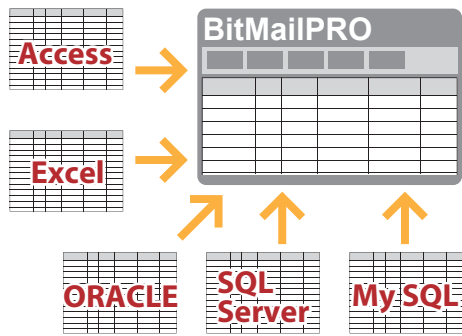 BitMailPRO
Access
Excel
ORACLE
SQL
Server
My SQL